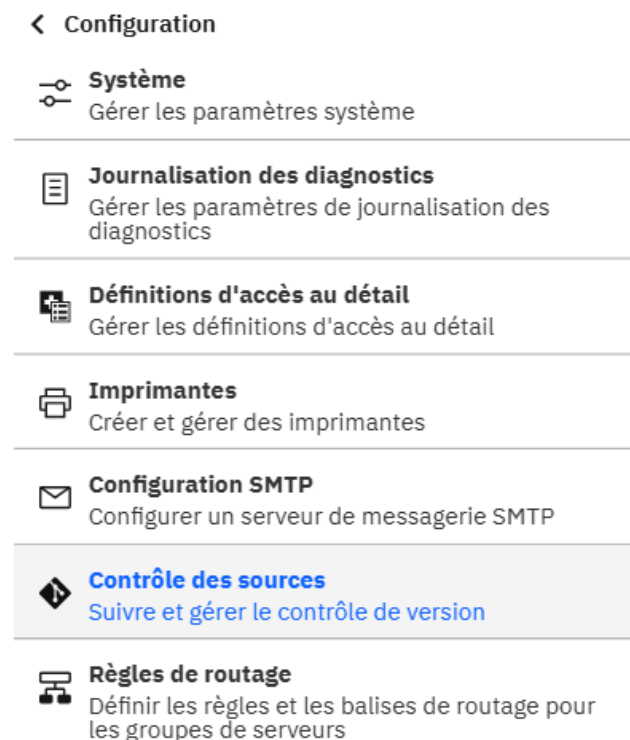 Configuration
Système
Gérer les paramètres système
Journalisation des diagnostics
Gérer les paramètres de journalisation des
diagnostics
Définitions d'accès au détail
Gérer les définitions d'accès au détail
Imprimantes
Créer et gérer des imprimantes
Configuration SMTP
Configurer un serveur de messagerie SMTP
Contrôle des sources
Suivre et gérer le contrôle de version
Règles de routage
Définir les règles et les balises de routage pour
les groupes de serveurs